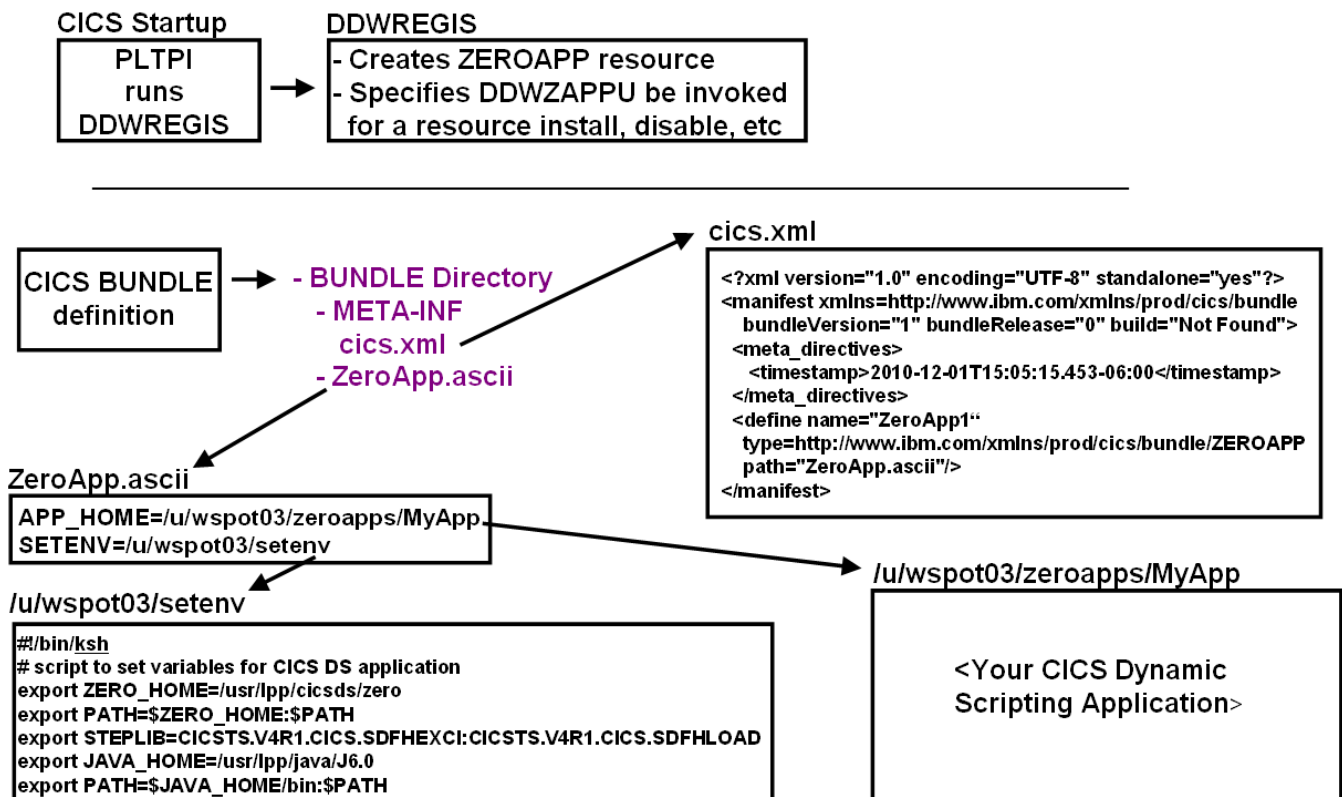 CICS Startup
PLTPI
runs
DDWREGIS
DDWREGIS
- Creates ZEROAPP resource
- Specifies DDWZAPPU be invoked
for a resource install, disable, etc
CICS BUNDLE
definition
- BUNDLE Directory
- META-INF
cics.xml
- ZeroApp.ascii
cics.xml
<?xml version="1.0" encoding="UTF-8" standalone="yes"?>
<manifest xmlns=http://www.ibm.com/xmlns/prod/cics/bundle
bundleVersion="1" bundleRelease="0" build="Not Found">
<meta_directives>
<timestamp>2010-12-01T15:05:15.453-06:00</timestamp>
</meta_directives>
<define name="ZeroApp1“
type=http://www.ibm.com/xmlns/prod/cics/bundle/ZEROAPP
path="ZeroApp.ascii"/>
</manifest>
ZeroApp.ascii
APP_HOME=/u/wspot03/zeroapps/MyApp
SETENV=/u/wspot03/setenv
/u/wspot03/setenv
#!/bin/ksh
# script to set variables for CICS DS application
export ZERO_HOME=/usr/lpp/cicsds/zero
export PATH=$ZERO_HOME:$PATH
export STEPLIB=CICSTS.V4R1.CICS.SDFHEXCI:CICSTS.V4R1.CICS.SDFHLOAD
export JAVA_HOME=/usr/lpp/java/J6.0
export PATH=$JAVA_HOME/bin:$PATH
/u/wspot03/zeroapps/MyApp
<Your CICS Dynamic
Scripting Application>